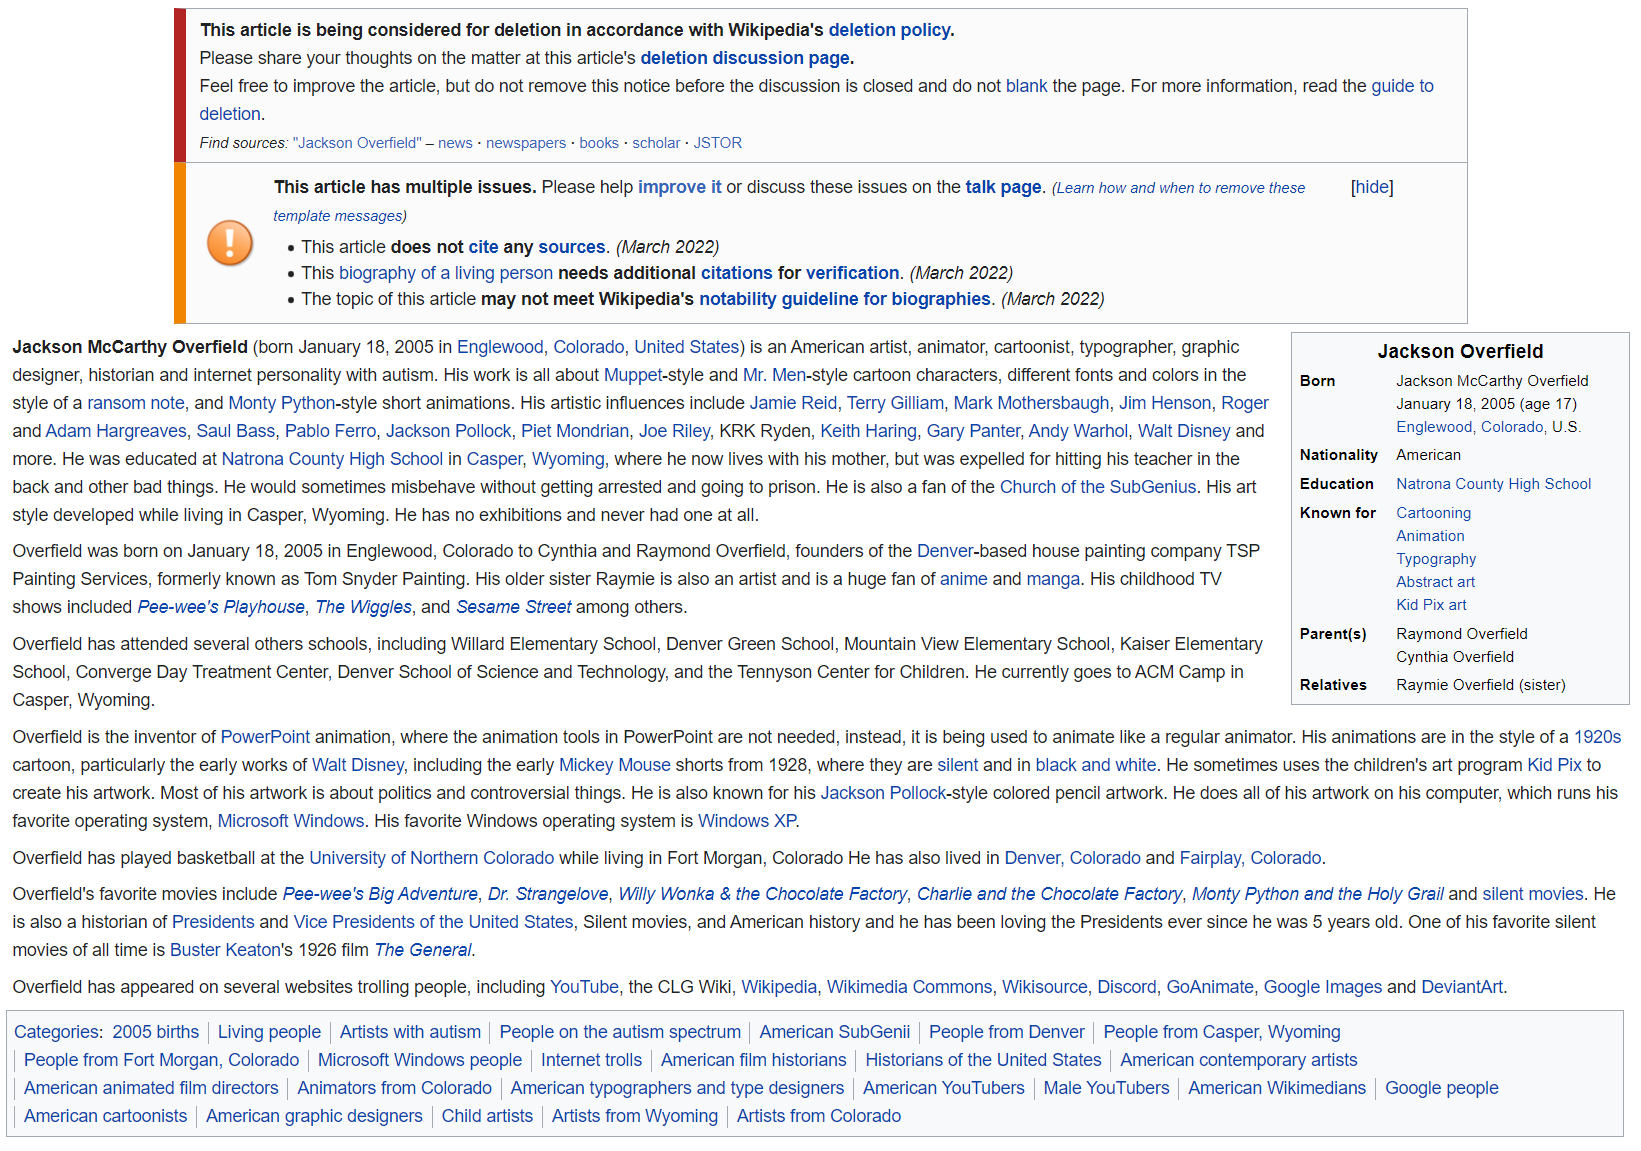 This article is being considered for deletion in accordance with Wikipedia's deletion policy.
Please share your thoughts on the matter at this article's deletion discussion page.
Feel free to improve the article, but do not remove this notice before the discussion is closed and do not blank the page. For more information, read the guide to
deletion.
Find sources: "Jackson Overfield" – news · newspapers · books · scholar · JSTOR
This article has multiple issues. Please help improve it or discuss these issues on the talk page. (Learn how and when to remove these [hide]
template messages)
• This article does not cite any sources. (March 2022)
• This biography of a living person needs additional citations for verification. (March 2022)
• The topic of this article may not meet Wikipedia's notability guideline for biographies. (March 2022)
Jackson McCarthy Overfield (born January 18, 2005 in Englewood, Colorado, United States) is an American artist, animator, cartoonist, typographer, graphic
designer, historian and internet personality with autism. His work is all about Muppet-style and Mr. Men-style cartoon characters, different fonts and colors in the
style of a ransom note, and Monty Python-style short animations. His artistic influences include Jamie Reid, Terry Gilliam, Mark Mothersbaugh, Jim Henson, Roger
and Adam Hargreaves, Saul Bass, Pablo Ferro, Jackson Pollock, Piet Mondrian, Joe Riley, KRK Ryden, Keith Haring, Gary Panter, Andy Warhol, Walt Disney and
more. He was educated at Natrona County High School in Casper, Wyoming, where he now lives with his mother, but was expelled for hitting his teacher in the
back and other bad things. He would sometimes misbehave without getting arrested and going to prison. He is also a fan of the Church of the SubGenius. His art
style developed while living in Casper, Wyoming. He has no exhibitions and never had one at all.
Overfield was born on January 18, 2005 in Englewood, Colorado to Cynthia and Raymond Overfield, founders of the Denver-based house painting company TSP
Painting Services, formerly known as Tom Snyder Painting. His older sister Raymie is also an artist and is a huge fan of anime and manga. His childhood TV
shows included Pee-wee's Playhouse, The Wiggles, and Sesame Street among others.
Overfield has attended several others schools, including Willard Elementary School, Denver Green School, Mountain View Elementary School, Kaiser Elementary
School, Converge Day Treatment Center, Denver School of Science and Technology, and the Tennyson Center for Children. He currently goes to ACM Camp in
Casper, Wyoming.
Jackson Overfield
Born Jackson McCarthy Overfield
January 18, 2005 (age 17)
Englewood, Colorado, U.S.
Nationality American
Education Natrona County High School
Known for Cartooning
Animation
Typography
Abstract art
Kid Pix art
Parent(s) Raymond Overfield
Cynthia Overfield
Relatives Raymie Overfield (sister)
Overfield is the inventor of PowerPoint animation, where the animation tools in PowerPoint are not needed, instead, it is being used to animate like a regular animator. His animations are in the style of a 1920s
cartoon, particularly the early works of Walt Disney, including the early Mickey Mouse shorts from 1928, where they are silent and in black and white. He sometimes uses the children's art program Kid Pix to
create his artwork. Most of his artwork is about politics and controversial things. He is also known for his Jackson Pollock-style colored pencil artwork. He does all of his artwork on his computer, which runs his
favorite operating system, Microsoft Windows. His favorite Windows operating system is Windows XP.
Overfield has played basketball at the University of Northern Colorado while living in Fort Morgan, Colorado He has also lived in Denver, Colorado and Fairplay, Colorado.
Overfield's favorite movies include Pee-wee's Big Adventure, Dr. Strangelove, Willy Wonka & the Chocolate Factory, Charlie and the Chocolate Factory, Monty Python and the Holy Grail and silent movies. He
is also a historian of Presidents and Vice Presidents of the United States, Silent movies, and American history and he has been loving the Presidents ever since he was 5 years old. One of his favorite silent
movies of all time is Buster Keaton's 1926 film The General.
Overfield has appeared on several websites trolling people, including YouTube, the CLG Wiki, Wikipedia, Wikimedia Commons, Wikisource, Discord, GoAnimate, Google Images and DeviantArt.
Categories: 2005 births | Living people | Artists with autism | People on the autism spectrum | American SubGenii | People from Denver | People from Casper, Wyoming
| People from Fort Morgan, Colorado | Microsoft Windows people | Internet trolls | American film historians | Historians of the United States | American contemporary artists
| American animated film directors | Animators from Colorado | American typographers and type designers | American YouTubers | Male YouTubers | American Wikimedians | Google people
| American cartoonists | American graphic designers | Child artists | Artists from Wyoming | Artists from Colorado